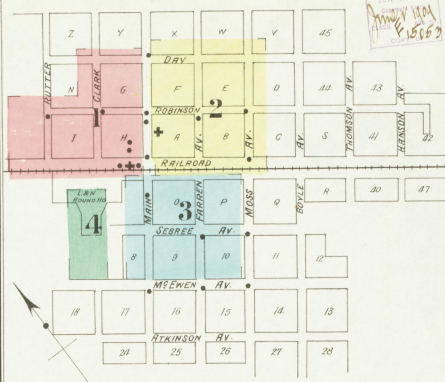 Z Y X W V 45
DAY
RUTTER
N
CLARK
G F E D 44 43
ROBINSON
1 2
I H A AV. B C AV. S THOMSON AV. 41 HANSON AV. 42
RAILROAD
L & N
ROUND HO.
4
MAIN
O
3
FARREN
P MOSS Q BOYLE R 40 47
SEBREE AV.
8 9 10 11 12
McEWEN AV.
18 17 16 15 14 13
ATKINSON AV.
24 25 26 27 28
1909